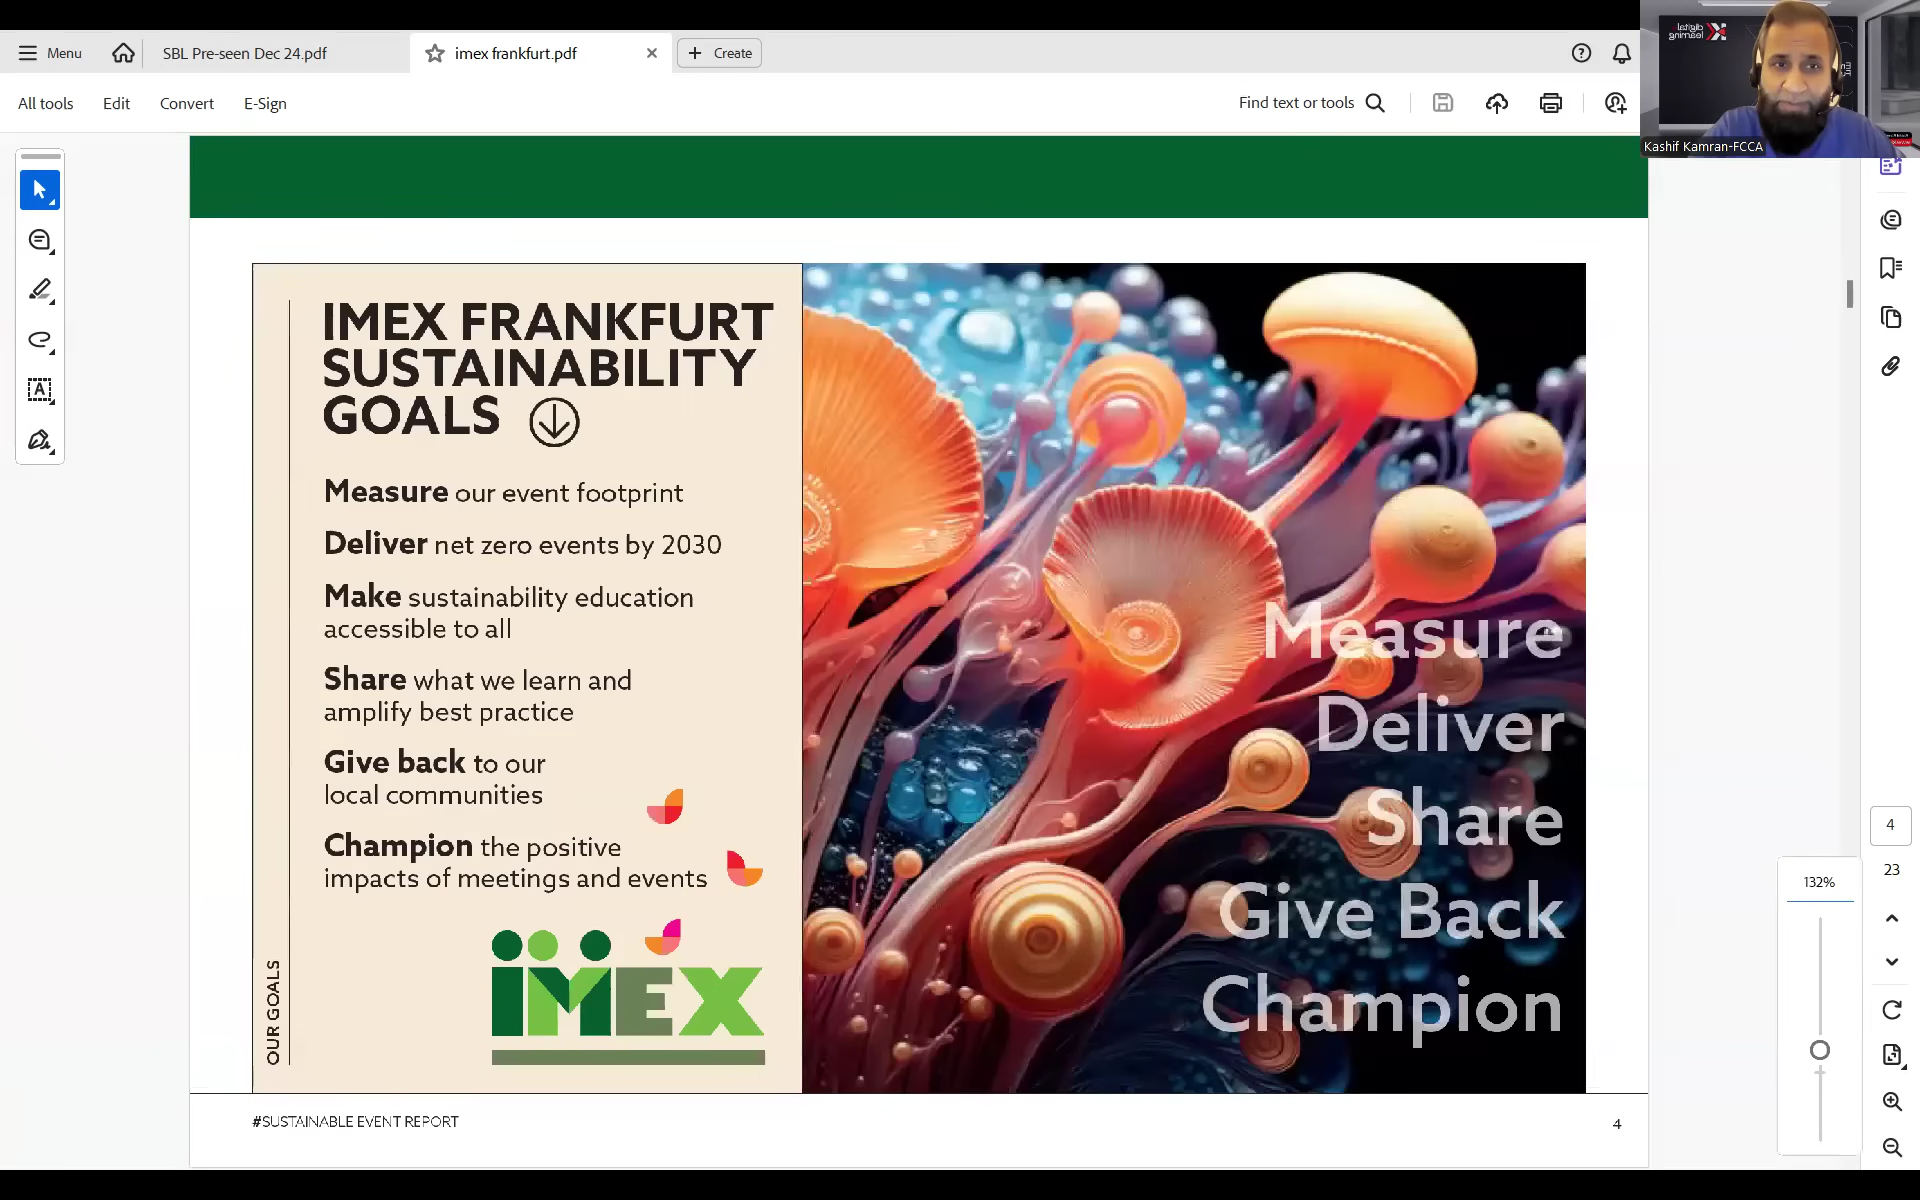 Menu
SBL Pre-seen Dec 24.pdf
imex frankfurt.pdf
Create
All tools
Edit
Convert
E-Sign
Find text or tools
digital
learning
Kashif Kamran-FCCA
IMEX FRANKFURT
SUSTAINABILITY
GOALS
Measure our event footprint
Deliver net zero events by 2030
Make sustainability education
accessible to all
Share what we learn and
amplify best practice
Give back to our
local communities
Champion the positive
impacts of meetings and events
OUR GOALS
IMEX
Measure
Deliver
Share
Give Back
Champion
#SUSTAINABLE EVENT REPORT
4
4
23
132%